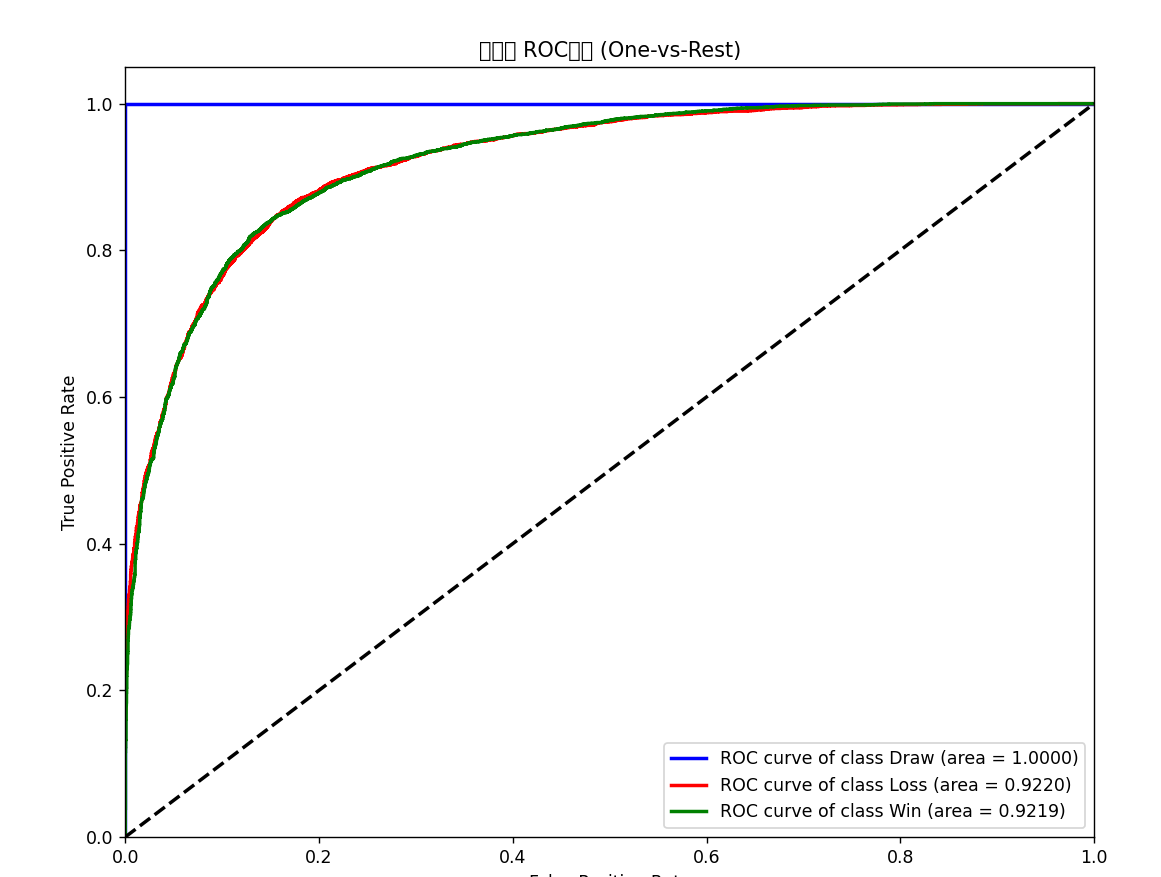 ROC (One-vs-Rest)
1.0
0.8
0.6
0.4
0.2
0.0
True Positive Rate
ROC curve of class Draw (area = 1.0000)
ROC curve of class Loss (area = 0.9220)
ROC curve of class Win (area = 0.9219)
0.0 0.2 0.4 0.6 0.8 1.0